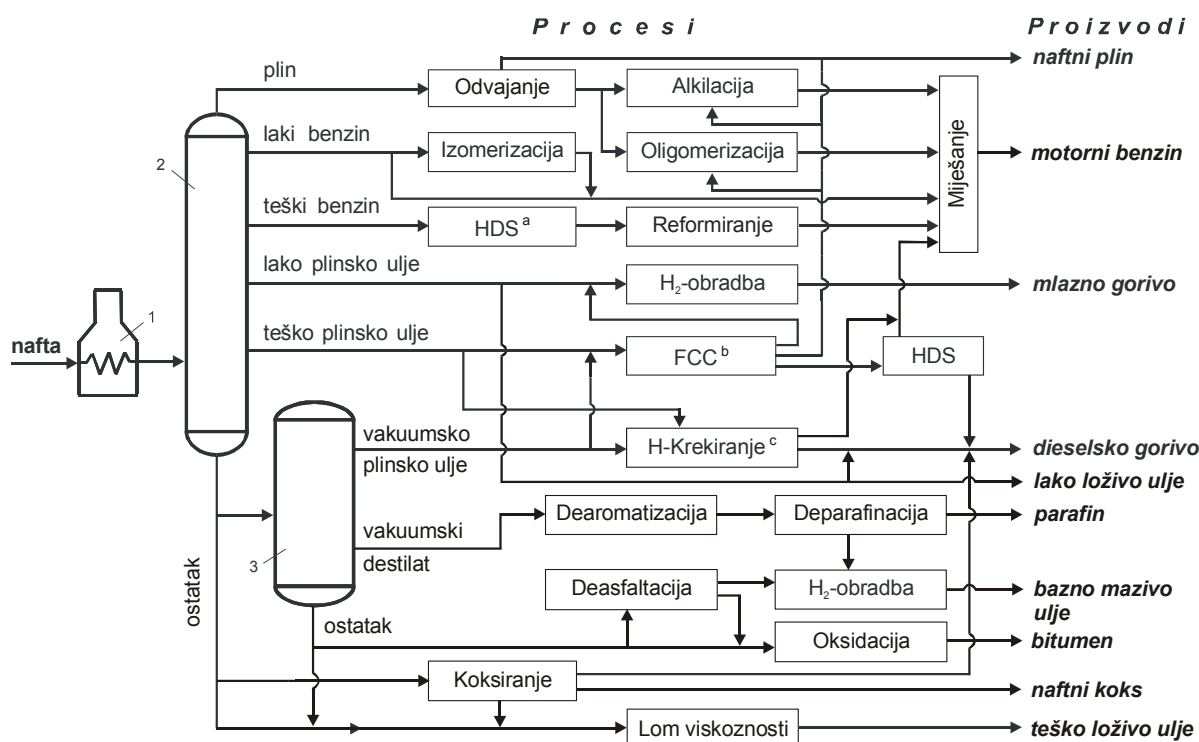 Procesi Proizvodi
plin Odvajanje Alkilacija naftni plin
laki benzin Izomerizacija Oligomerizacija Miješanje motorni benzin
2
teški benzin HDS a Reformiranje
lako plinsko ulje H2-obradba mlazno gorivo
1
nafta teško plinsko ulje FCC b HDS
vakuumsko
plinsko ulje H-Krekiranje c dieselsko gorivo
lako loživo ulje
vakuumski
destilat Dearomatizacija Deparafinacija parafin
3
ostatak
Deasfaltacija H2-obradba bazno mazivo
ulje
ostatak Oksidacija bitumen
Koksiranje naftni koks
Lom viskoznosti teško loživo ulje